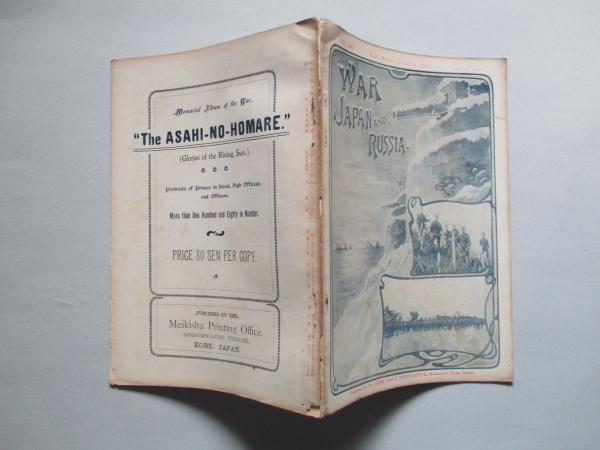 Memorial Album of the War.
"The ASAHI-NO-HOMARE."
(Glories of the Rising Sun.)
Portraits of Princes in blood, high Officials
and Officers.
More than One Hundred and Eighty in Number.
PRICE 30 SEN PER COPY.
PUBLISHED BY THE
Meikisha Printing Office.
KOBE, JAPAN.
WAR
JAPAN AND
RUSSIA.